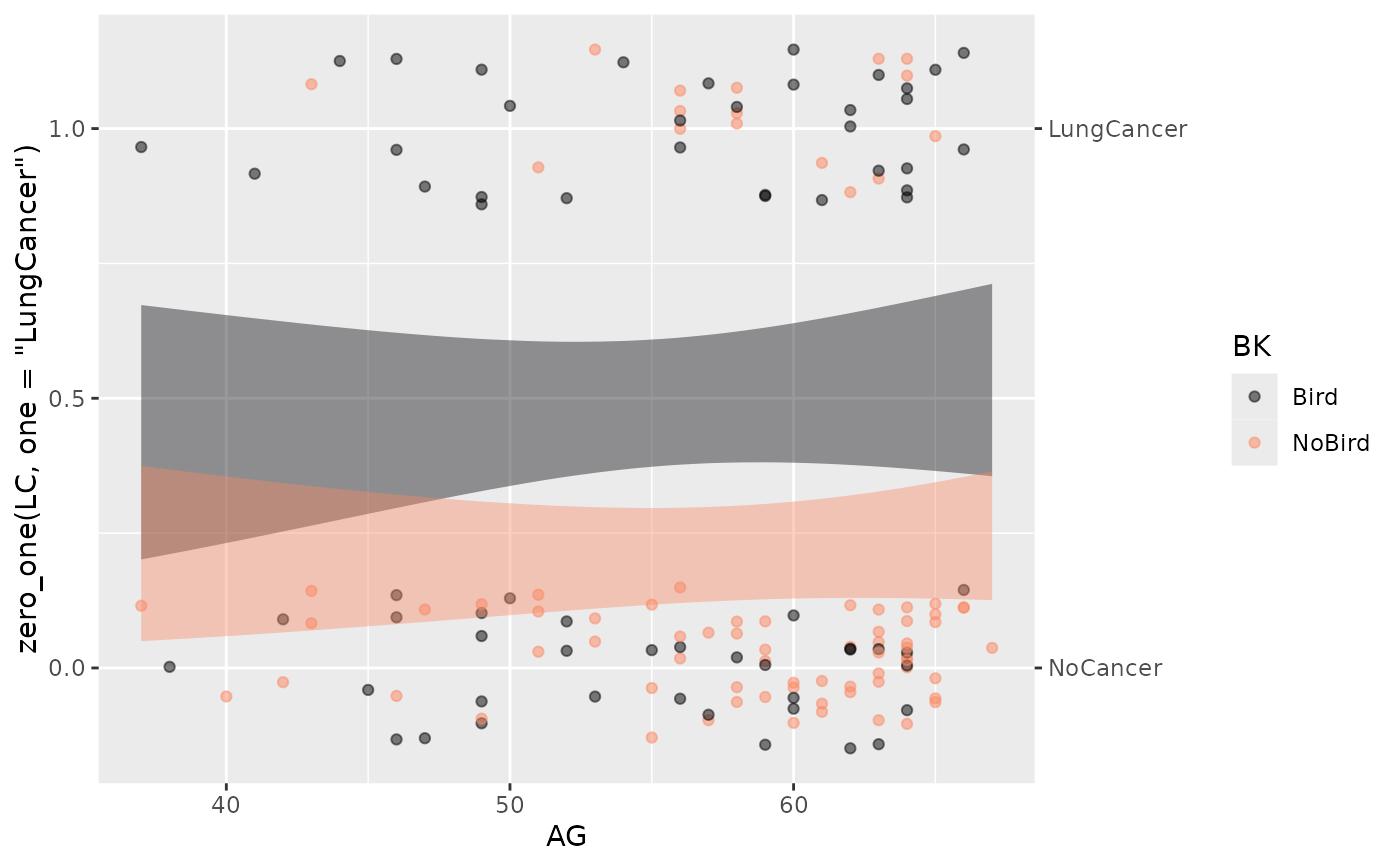 zero_one(LC, one = "LungCancer")
1.0
0.5
0.0
LungCancer
NoCancer
40
50
60
AG
BK
Bird
NoBird